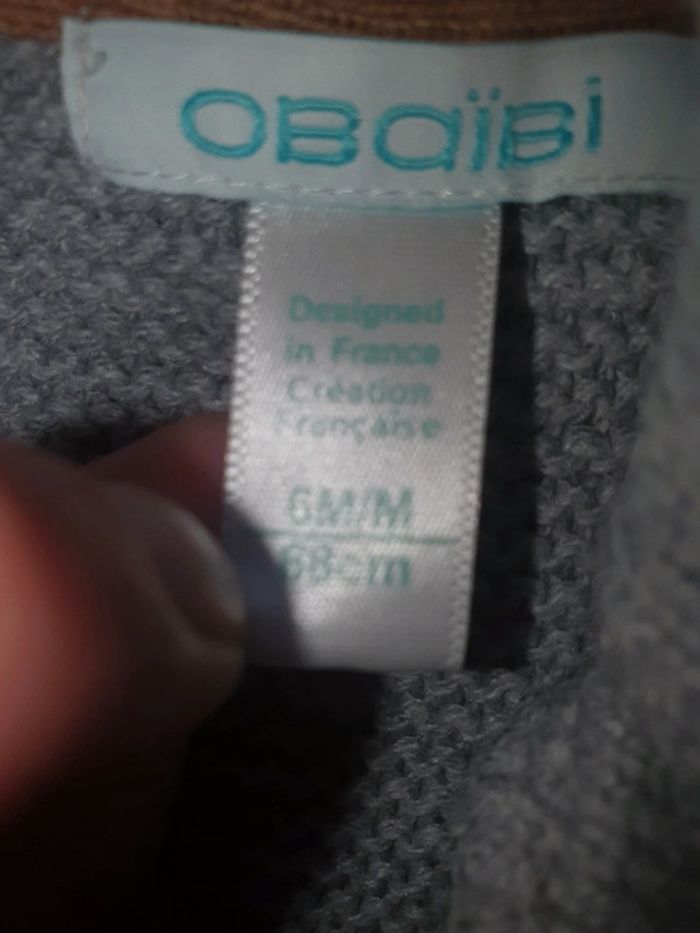 OBaïBi
Designed
in France
Création
Française
6M/M
68cm